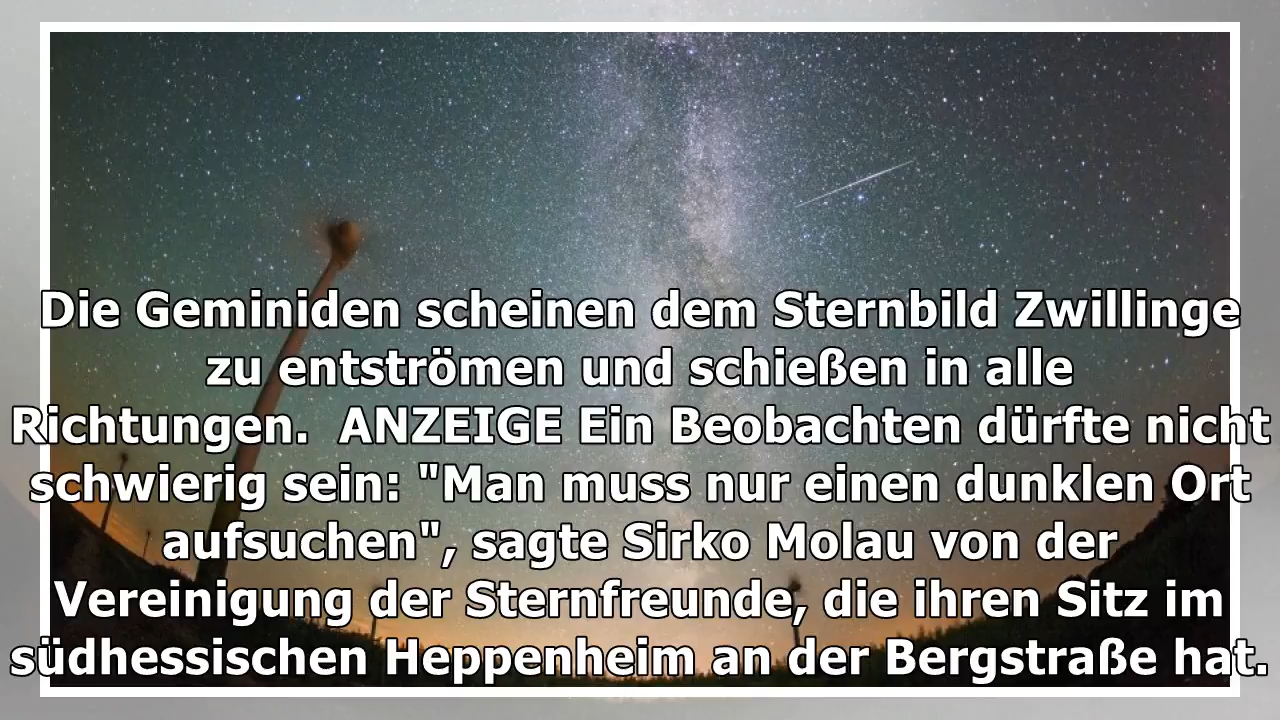 Die Geminiden scheinen dem Sternbild Zwillinge
zu entströmen und schießen in alle
Richtungen.  ANZEIGE Ein Beobachten dürfte nicht
schwierig sein: "Man muss nur einen dunklen Ort
aufsuchen", sagte Sirko Molau von der
Vereinigung der Sternfreunde, die ihren Sitz im
südhessischen Heppenheim an der Bergstraße hat.